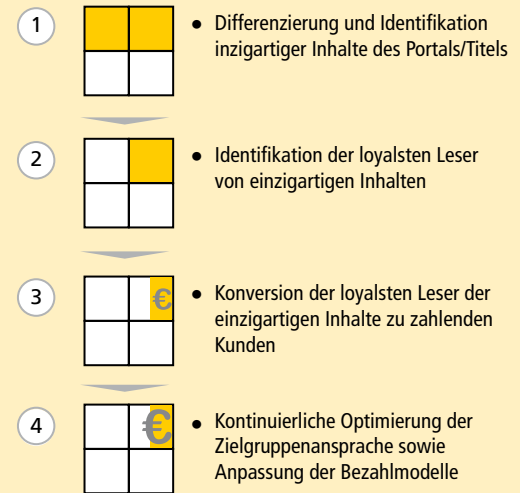 1
● Differenzierung und Identifikation
inzigartiger Inhalte des Portals/Titels
2
● Identifikation der loyalsten Leser
von einzigartigen Inhalten
3
€
● Konversion der loyalsten Leser der
einzigartigen Inhalte zu zahlenden
Kunden
4
€
● Kontinuierliche Optimierung der
Zielgruppenansprache sowie
Anpassung der Bezahlmodelle